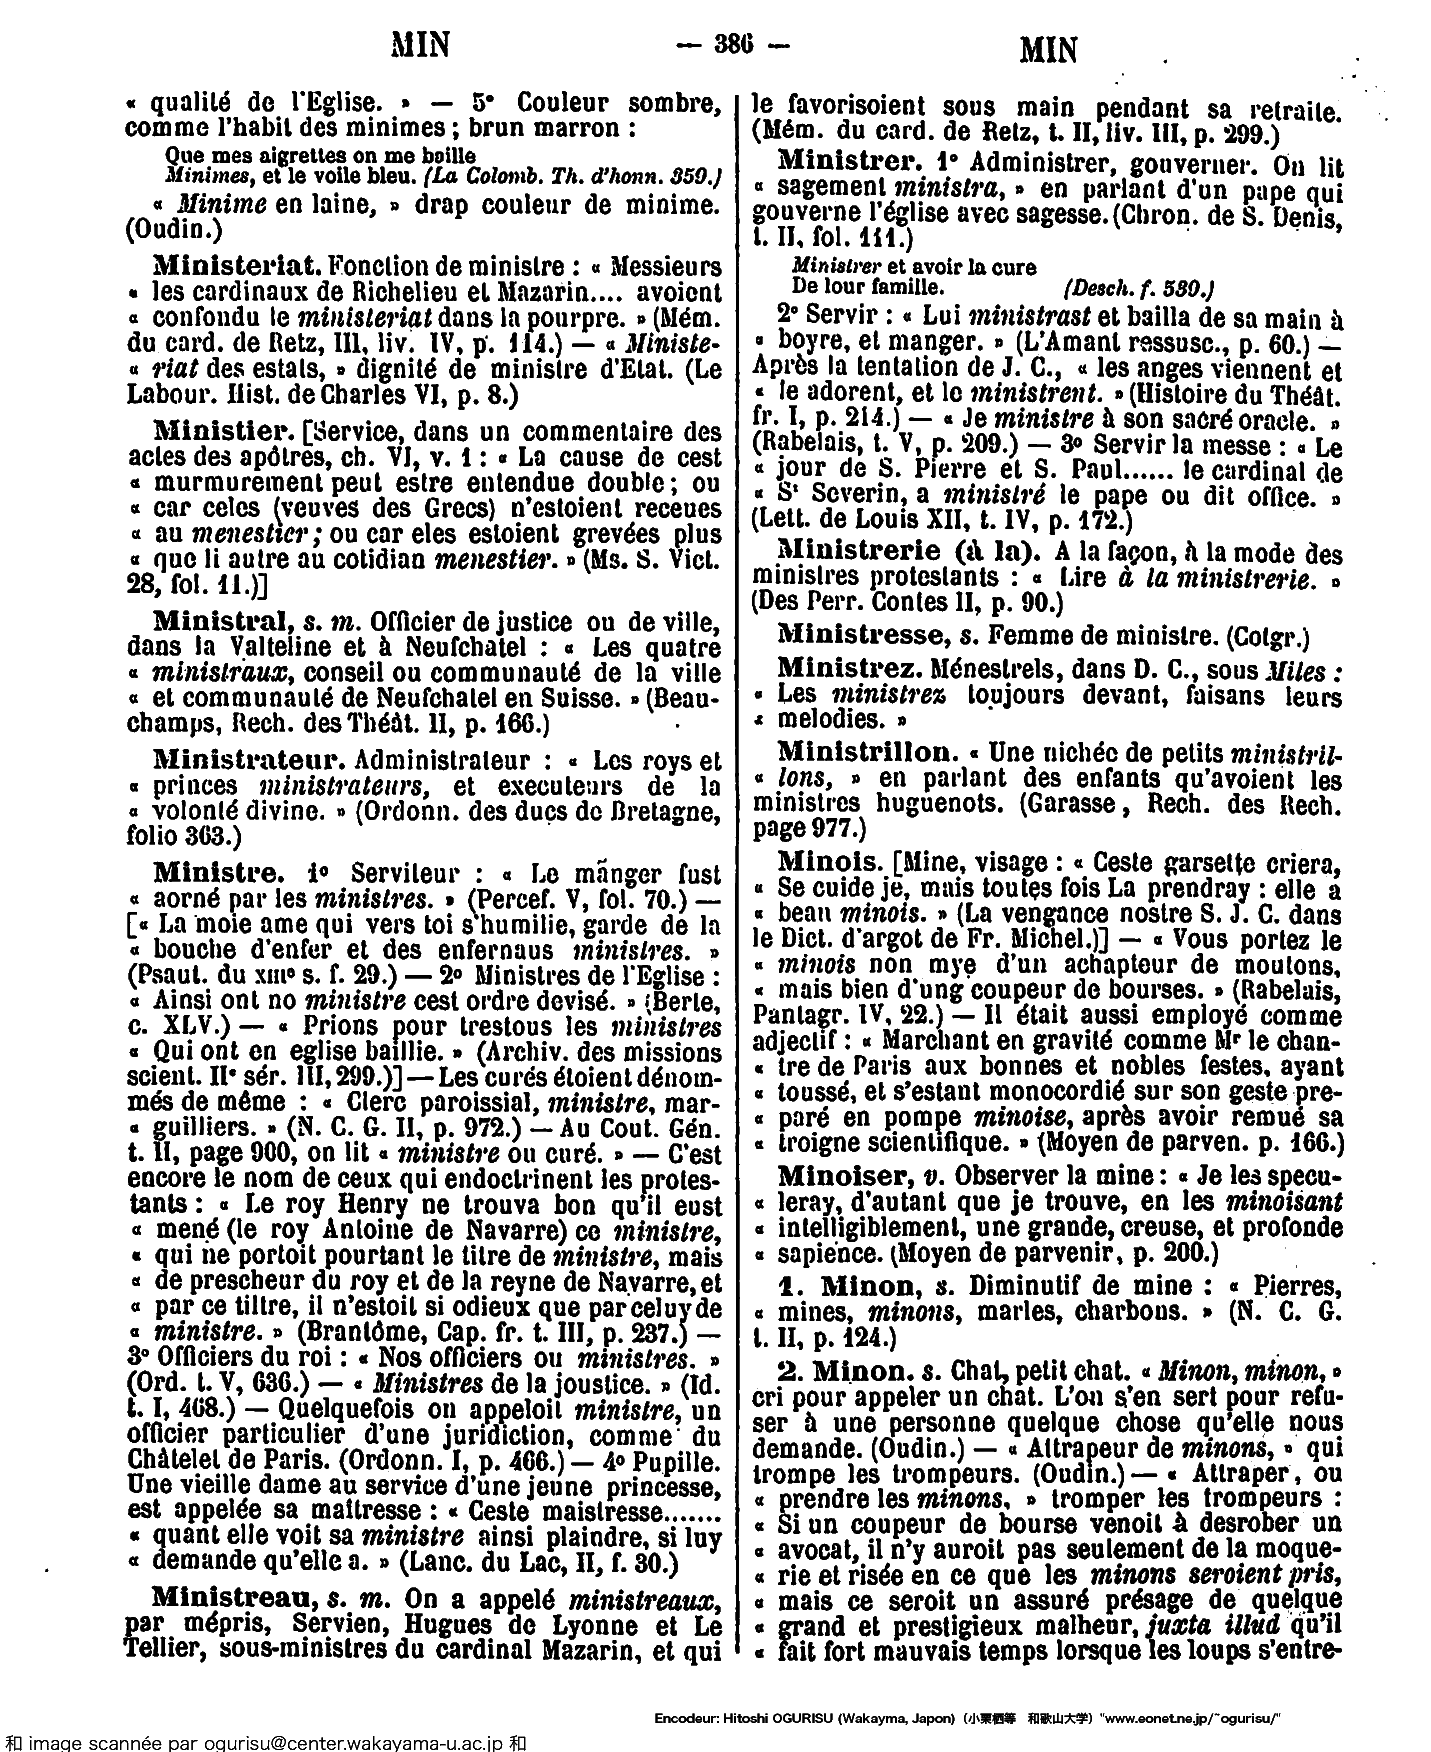 MIN — 386 — MIN
« qualité de l'Eglise. » — 5° Couleur sombre,
comme l'habit des minimes ; brun marron :
Que mes aigrettes on me baille
Minimes, et le voile bleu. (La Colomb. Th. d'honn. 359.)
« Minime en laine, » drap couleur de minime.
(Oudin.)
Ministeriat. Fonction de ministre : « Messieurs
« les cardinaux de Richelieu et Mazarin.... avoient
« confondu le ministeriat dans la pourpre. » (Mém.
du card. de Retz, III, liv. IV, p. 114.) — « Ministe-
« riat des estats, » dignité de ministre d'Etat. (Le
Labour. Hist. de Charles VI, p. 8.)
Ministier. [Service, dans un commentaire des
actes des apôtres, ch. VI, v. 1 : « La cause de cest
« murmurement peut estre entendue double ; ou
« car celes (veuves des Grecs) n'estoient receues
« au menestier ; ou car eles estoient grevées plus
« que li autre au cotidian menestier. » (Ms. S. Vict.
28, fol. 11.)]
Ministral, s. m. Officier de justice ou de ville,
dans la Valteline et à Neufchatel : « Les quatre
« ministraux, conseil ou communauté de la ville
« et communauté de Neufchatel en Suisse. » (Beau-
champs, Rech. des Théât. II, p. 166.)
Ministrateur. Administrateur : « Les roys et
« princes ministrateurs, et executeurs de la
« volonté divine. » (Ordonn. des ducs de Bretagne,
folio 363.)
Ministre. 1° Serviteur : « Le mãnger fust
« aorné par les ministres. » (Percef. V, fol. 70.) —
[« La moie ame qui vers toi s'humilie, garde de la
« bouche d'enfer et des enfernaus ministres. »
(Psaut. du XIIIe s. f. 29.) — 2° Ministres de l'Eglise :
« Ainsi ont no ministre cest ordre devisé. » (Berte,
c. XLV.) — « Prions pour trestous les ministres
« Qui ont en eglise baillie. » (Archiv. des missions
scient. IIe sér. III, 299.)] — Les curés étoient dénom-
més de même : « Clerc paroissial, ministre, mar-
« guilliers. » (N. C. G. II, p. 972.) — Au Cout. Gén.
t. II, page 900, on lit « ministre ou curé. » — C'est
encore le nom de ceux qui endoctrinent les protes-
tants : « Le roy Henry ne trouva bon qu'il eust
« mené (le roy Antoine de Navarre) ce ministre,
« qui ne portoit pourtant le titre de ministre, mais
« de prescheur du roy et de la reyne de Navarre, et
« par ce tiltre, il n'estoit si odieux que par celuy de
« ministre. » (Brantôme, Cap. fr. t. III, p. 237.) —
3° Officiers du roi : « Nos officiers ou ministres. »
(Ord. t. V, 636.) — « Ministres de la joustice. » (Id.
t. I, 468.) — Quelquefois on appeloit ministre, un
officier particulier d'une juridiction, comme du
Châtelet de Paris. (Ordonn. I, p. 466.) — 4° Pupille.
Une vieille dame au service d'une jeune princesse,
est appelée sa maîtresse : « Ceste maistresse.......
« quant elle voit sa ministre ainsi plaindre, si luy
« demande qu'elle a. » (Lanc. du Lac, II, f. 30.)
Ministreau, s. m. On a appelé ministreaux,
par mépris, Servien, Hugues de Lyonne et Le
Tellier, sous-ministres du cardinal Mazarin, et qui
le favorisoient sous main pendant sa retraite.
(Mém. du card. de Retz, t. II, liv. III, p. 299.)
Ministrer. 1° Administrer, gouverner. On lit
« sagement ministra, » en parlant d'un pape qui
gouverne l'église avec sagesse. (Chron. de S. Denis,
t. II, fol. 111.)
Ministrer et avoir la cure
De lour famille. (Desch. f. 530.)
2° Servir : « Lui ministrast et bailla de sa main à
« boyre, et manger. » (L'Amant ressusc., p. 60.) —
Après la tentation de J. C., « les anges viennent et
« le adorent, et le ministrent. » (Histoire du Théât.
fr. I, p. 214.) — « Je ministre à son sacré oracle. »
(Rabelais, t. V, p. 209.) — 3° Servir la messe : « Le
« jour de S. Pierre et S. Paul...... le cardinal de
« St Severin, a ministré le pape ou dit office. »
(Lett. de Louis XII, t. IV, p. 172.)
Ministrerie (à la). A la façon, à la mode des
ministres protestants : « Lire à la ministrerie. »
(Des Perr. Contes II, p. 90.)
Ministresse, s. Femme de ministre. (Cotgr.)
Ministrez. Ménestrels, dans D. C., sous Miles :
« Les ministrez toujours devant, faisans leurs
« melodies. »
Ministrillon. « Une nichée de petits ministril-
« lons, » en parlant des enfants qu'avoient les
ministres huguenots. (Garasse, Rech. des Rech.
page 977.)
Minois. [Mine, visage : « Ceste garsette criera,
« Se cuide je, mais toutes fois La prendray : elle a
« beau minois. » (La vengance nostre S. J. C. dans
le Dict. d'argot de Fr. Michel.)] — « Vous portez le
« minois non mye d'un achapteur de moutons,
« mais bien d'ung coupeur de bourses. » (Rabelais,
Pantagr. IV, 22.) — Il était aussi employé comme
adjectif : « Marchant en gravité comme Mr le chan-
« tre de Paris aux bonnes et nobles festes, ayant
« toussé, et s'estant monocordié sur son geste pre-
« paré en pompe minoise, après avoir remué sa
« troigne scientifique. » (Moyen de parven. p. 166.)
Minoiser, v. Observer la mine : « Je les specu-
« leray, d'autant que je trouve, en les minoisant
« intelligiblement, une grande, creuse, et profonde
« sapience. (Moyen de parvenir, p. 200.)
1. Minon, s. Diminutif de mine : « Pierres,
« mines, minons, marles, charbons. » (N. C. G.
t. II, p. 124.)
2. Minon. s. Chat, petit chat. « Minon, minon, »
cri pour appeler un chat. L'on s'en sert pour refu-
ser à une personne quelque chose qu'elle nous
demande. (Oudin.) — « Attrapeur de minons, » qui
trompe les trompeurs. (Oudin.) — « Attraper, ou
« prendre les minons, » tromper les trompeurs :
« Si un coupeur de bourse venoit à desrober un
« avocat, il n'y auroit pas seulement de la moque-
« rie et risée en ce que les minons seroient pris,
« mais ce seroit un assuré présage de quelque
« grand et prestigieux malheur, juxta illud qu'il
« fait fort mauvais temps lorsque les loups s'entre-
Encodeur: Hitoshi OGURISU (Wakayma, Japon) (小栗栖等 和歌山大学) "www.eonet.ne.jp/~ogurisu/"
和 image scannée par ogurisu@center.wakayama-u.ac.jp 和